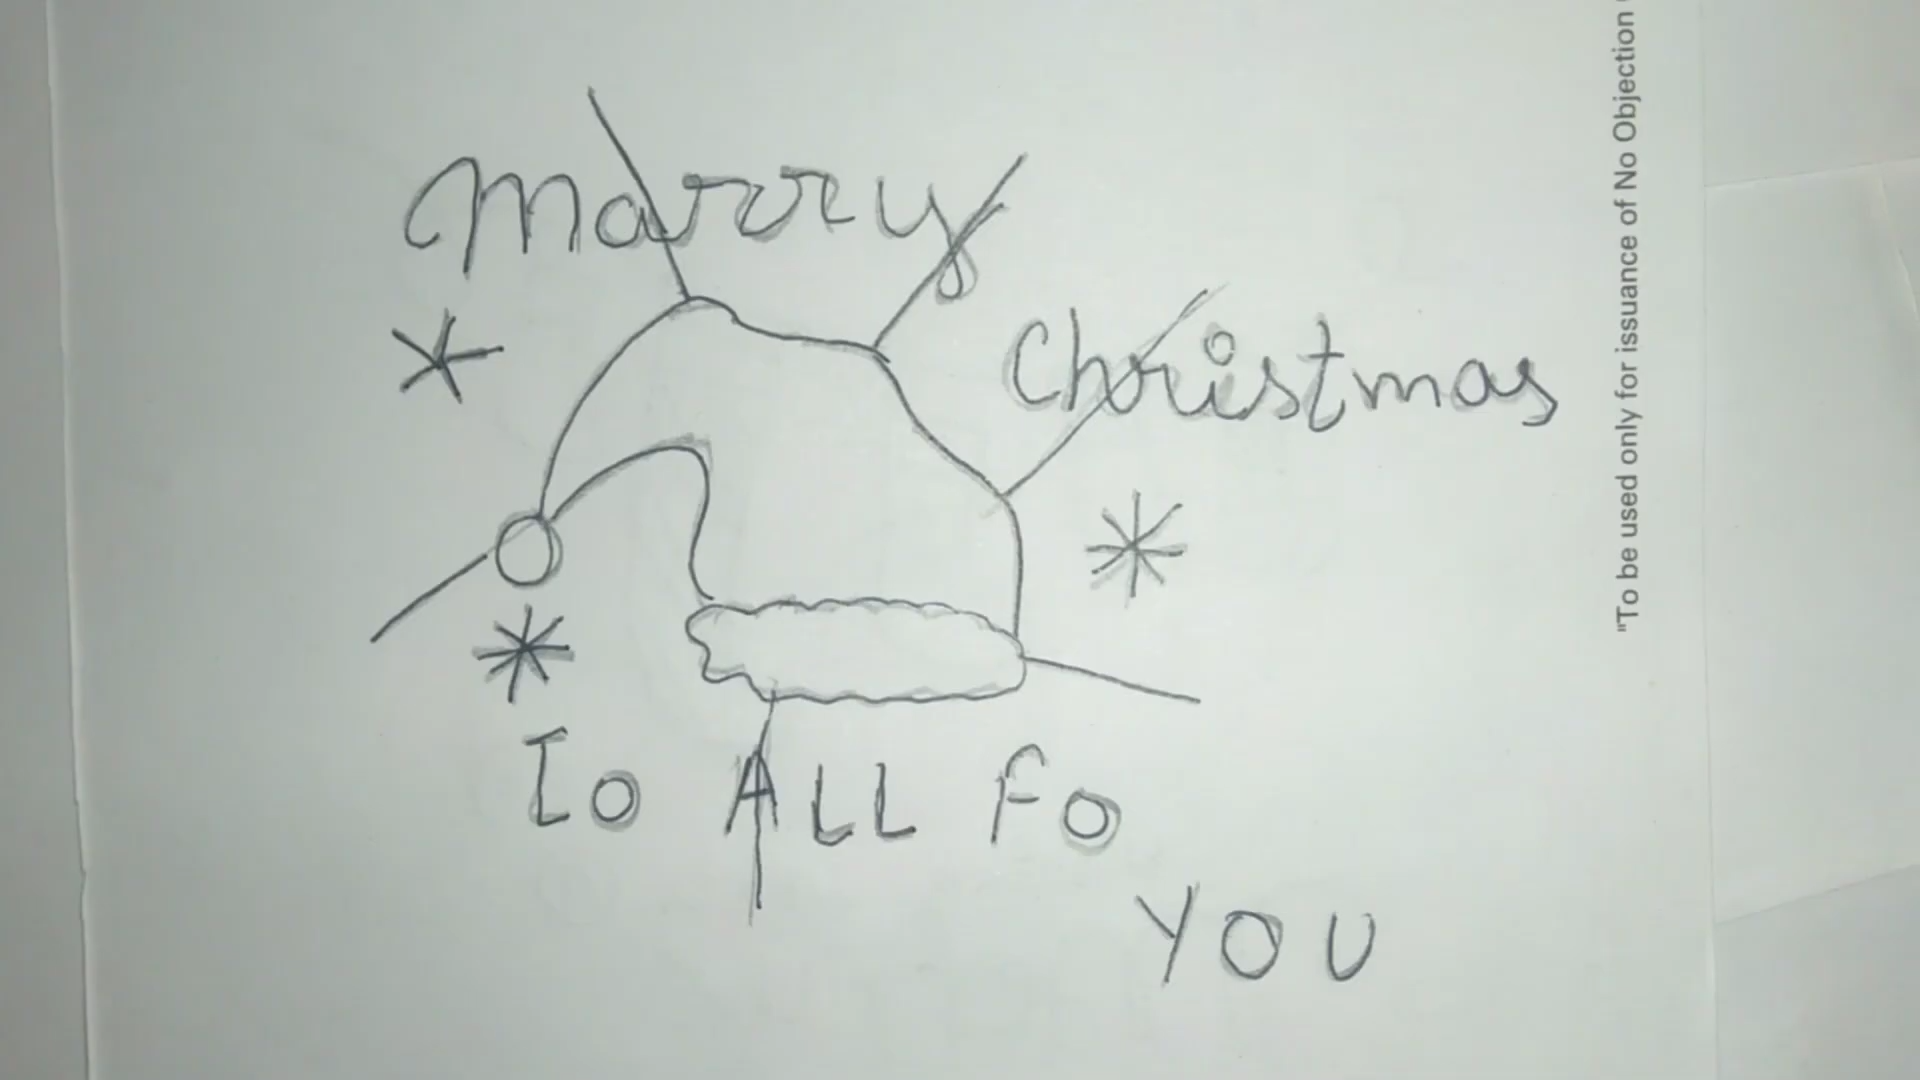 Marry
Christmas
To ALL FO
YOU
"To be used only for issuance of No Objection